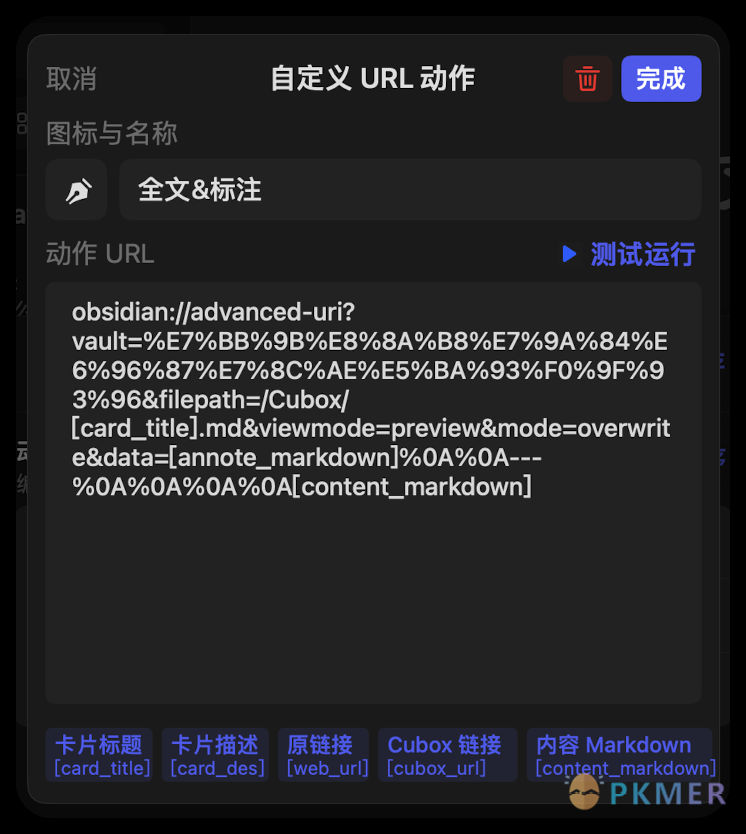 取消
自定义 URL 动作
完成
图标与名称
全文&标注
动作 URL
测试运行
obsidian://advanced-uri?
vault=%E7%BB%9B%E8%8A%B8%E7%9A%84%E
6%96%87%E7%8C%AE%E5%BA%93%F0%9F%9
3%96&filepath=/Cubox/
[card_title].md&viewmode=preview&mode=overwrit
e&data=[annote_markdown]%0A%0A---
%0A%0A%0A%0A[content_markdown]
卡片标题
[card_title]
卡片描述
[card_des]
原链接
[web_url]
Cubox 链接
[cubox_url]
内容 Markdown
[content_markdown]
PKMER